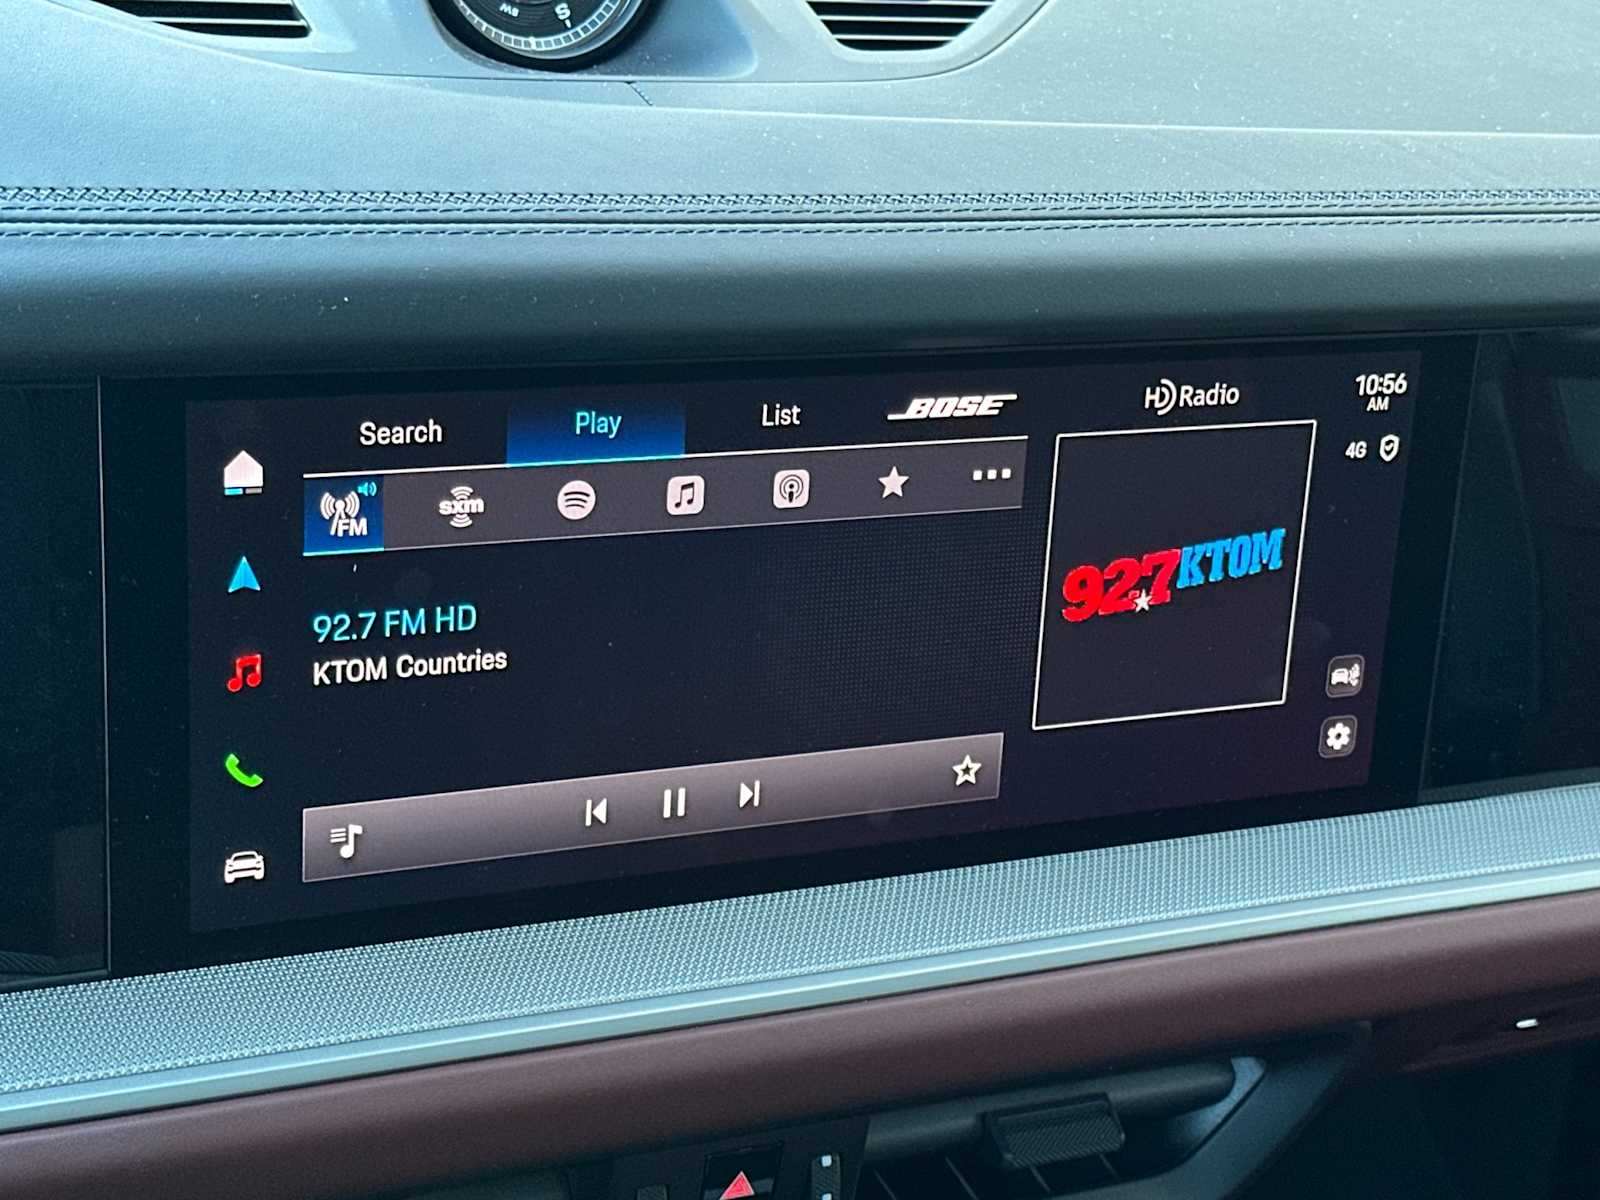 SW S
Search Play List BOSE HD Radio 10:56
AM
4G
FM sxm
92.7 FM HD
KTOM Countries
92.7 KTOM